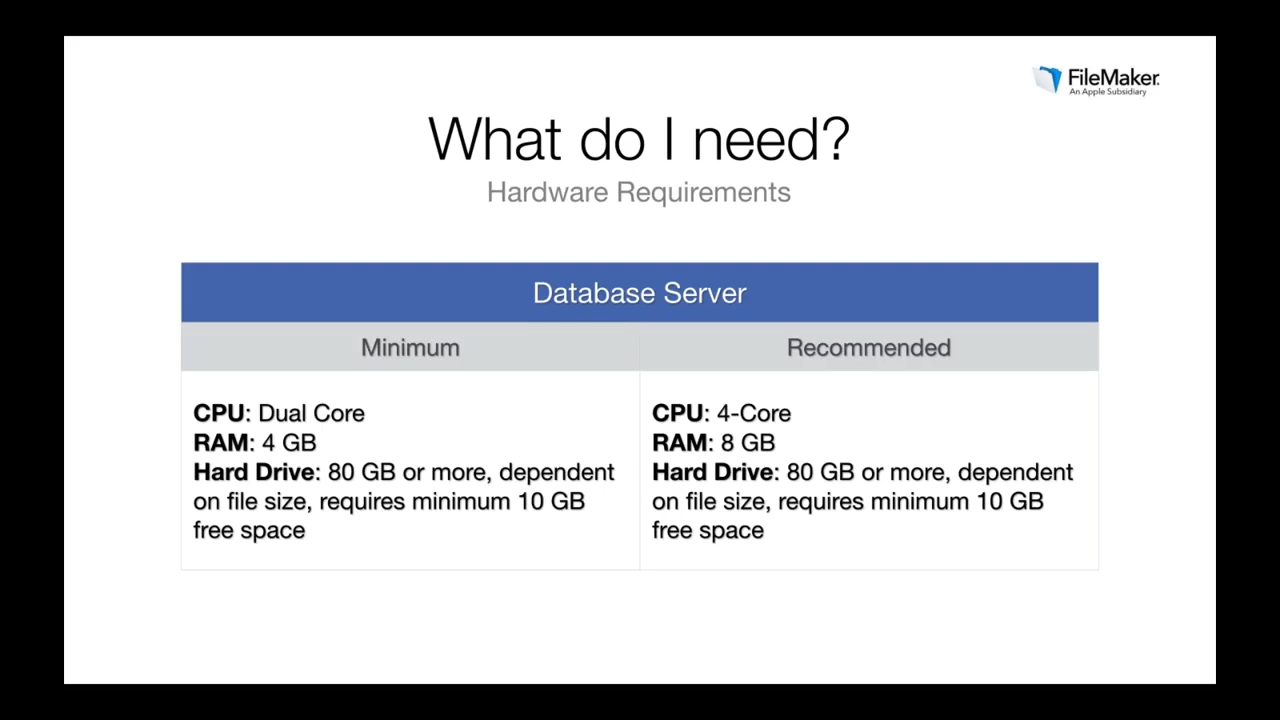 FileMaker.
An Apple Subsidiary
What do I need?
Hardware Requirements
Database Server
Minimum
Recommended
CPU: Dual Core
RAM: 4 GB
Hard Drive: 80 GB or more, dependent
on file size, requires minimum 10 GB
free space
CPU: 4-Core
RAM: 8 GB
Hard Drive: 80 GB or more, dependent
on file size, requires minimum 10 GB
free space